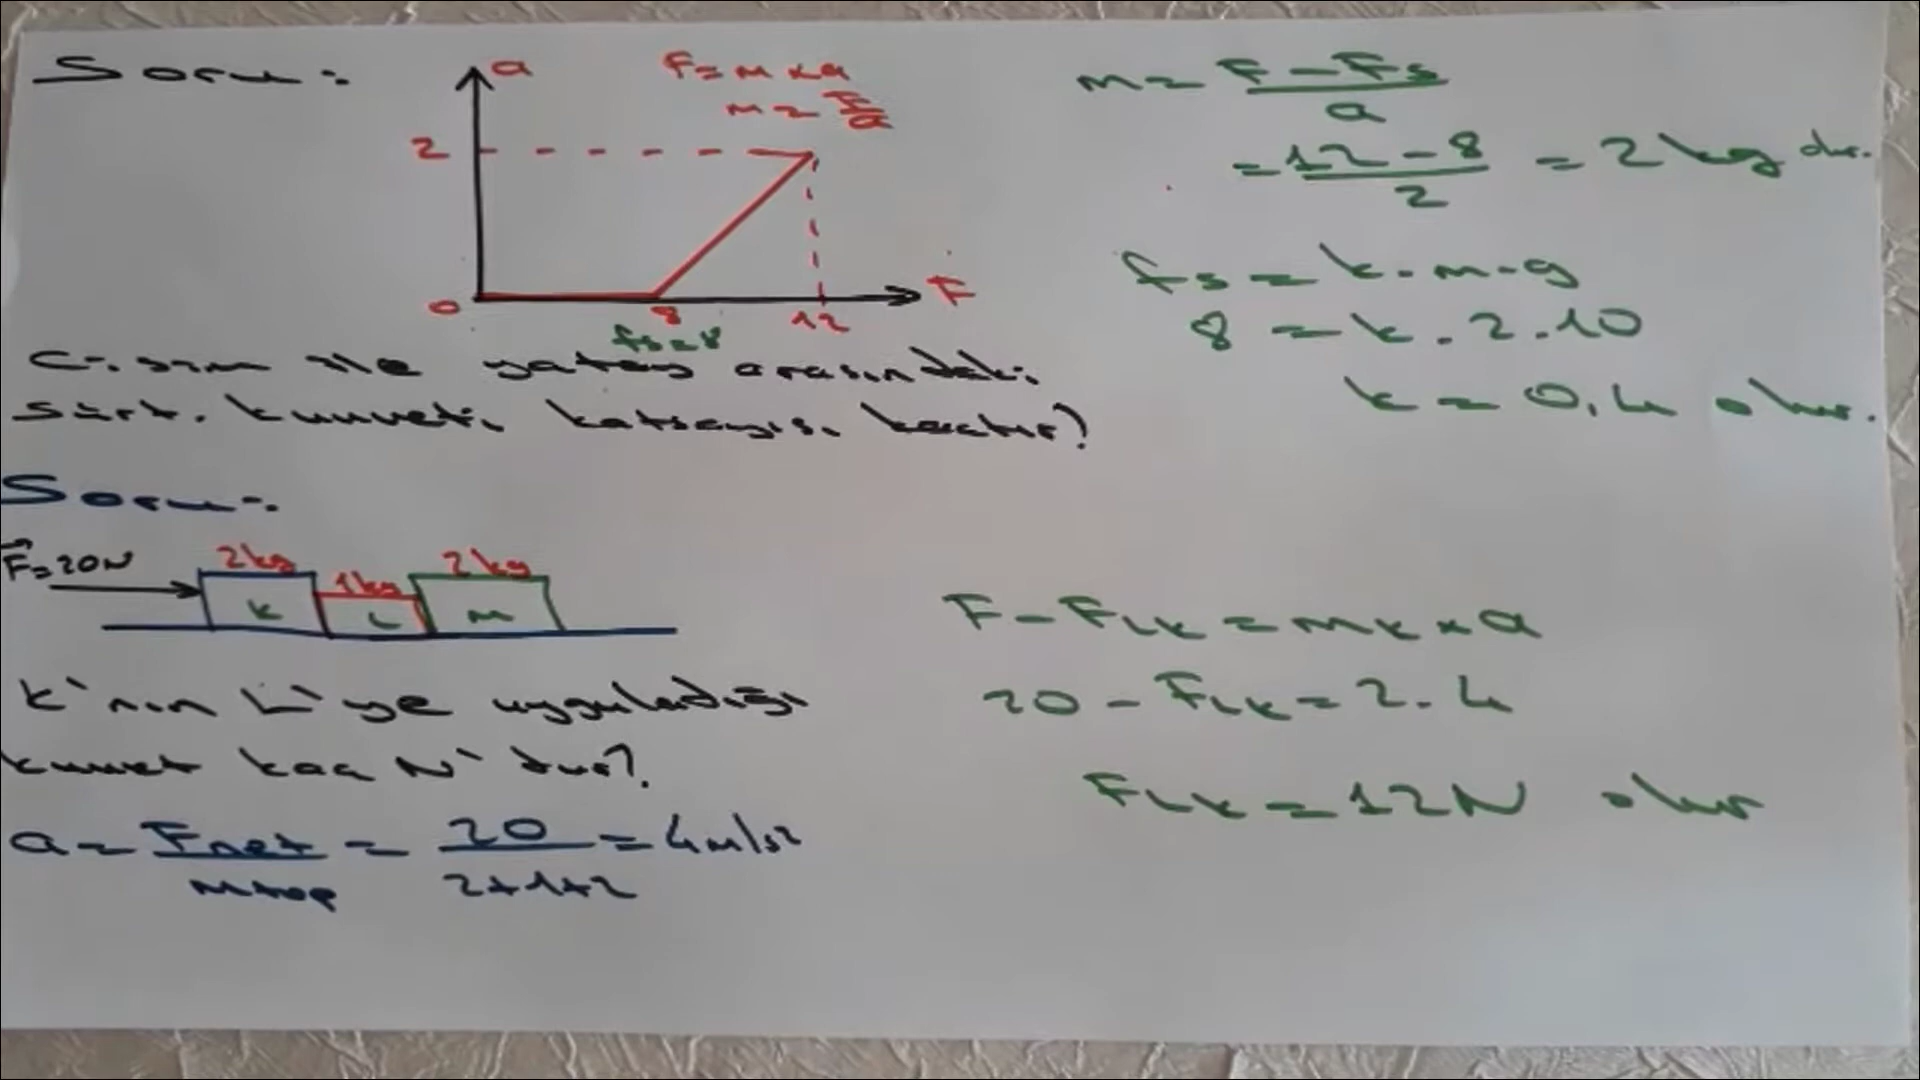 Soru:
a
F=m×a
m=F/a
2
0
8
12
F
fs=8
Cisim ile yatay arasındaki
Sürt. kuvveti katsayısı kaçtır?
m=F-Fs/a
=12-8/2=2kg dır.
fs=k.m.g
8=k.2.10
k=0,4 olur.
Soru:
F=20N
2kg
1kg
2kg
K
L
M
K'nın L'ye uyguladığı
kuvvet kaç N'dur?
a=Fnet/mtop=20/2+1+2=4m/s²
F-FLK=mK×a
20-FLK=2.4
FLK=12N olur